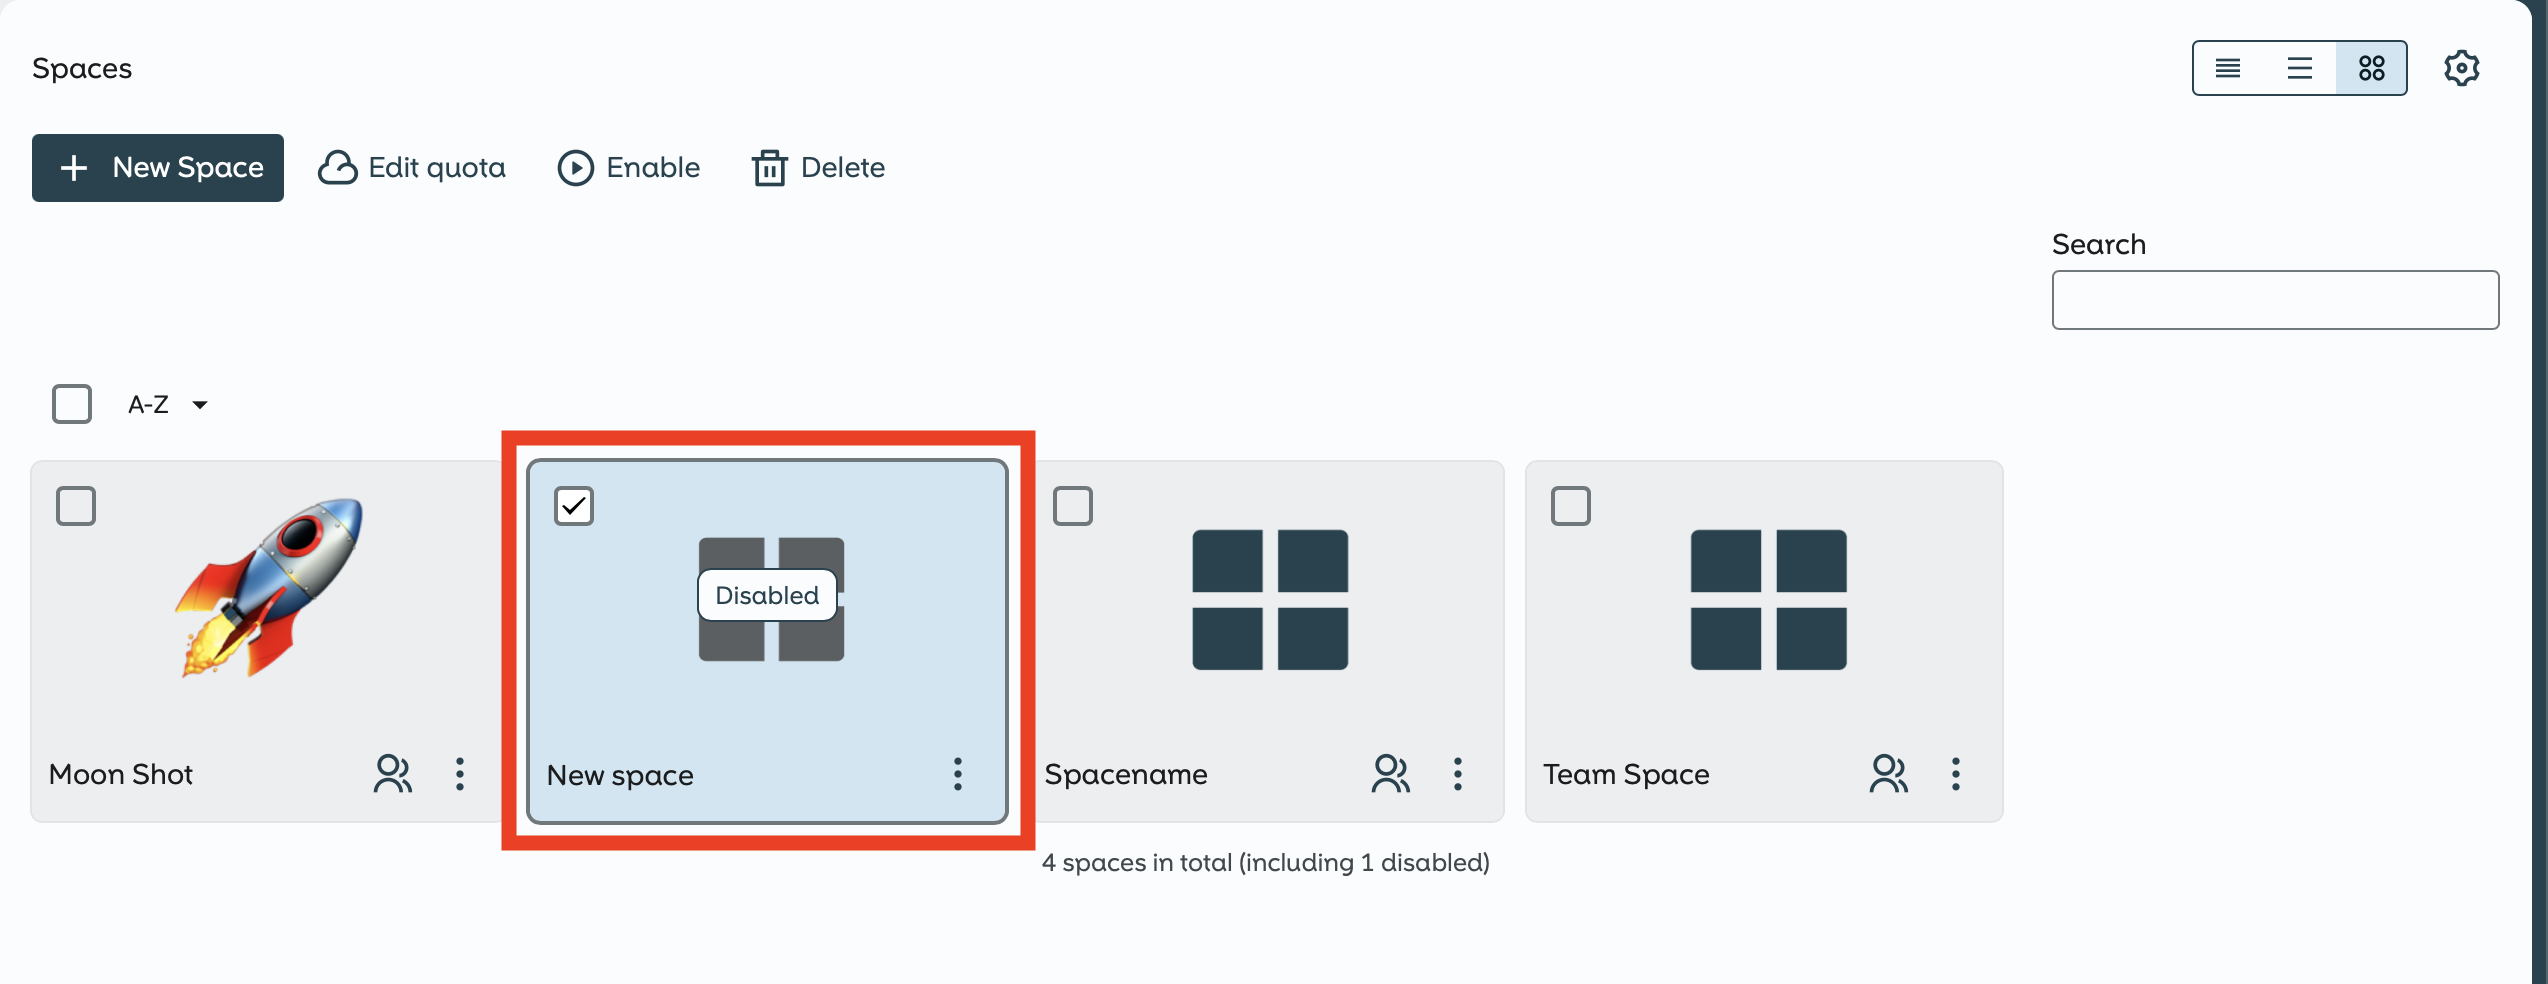 Spaces
New Space
Edit quota
Enable
Delete
Search
A-Z
Disabled
Moon Shot
New space
Spacename
Team Space
4 spaces in total (including 1 disabled)